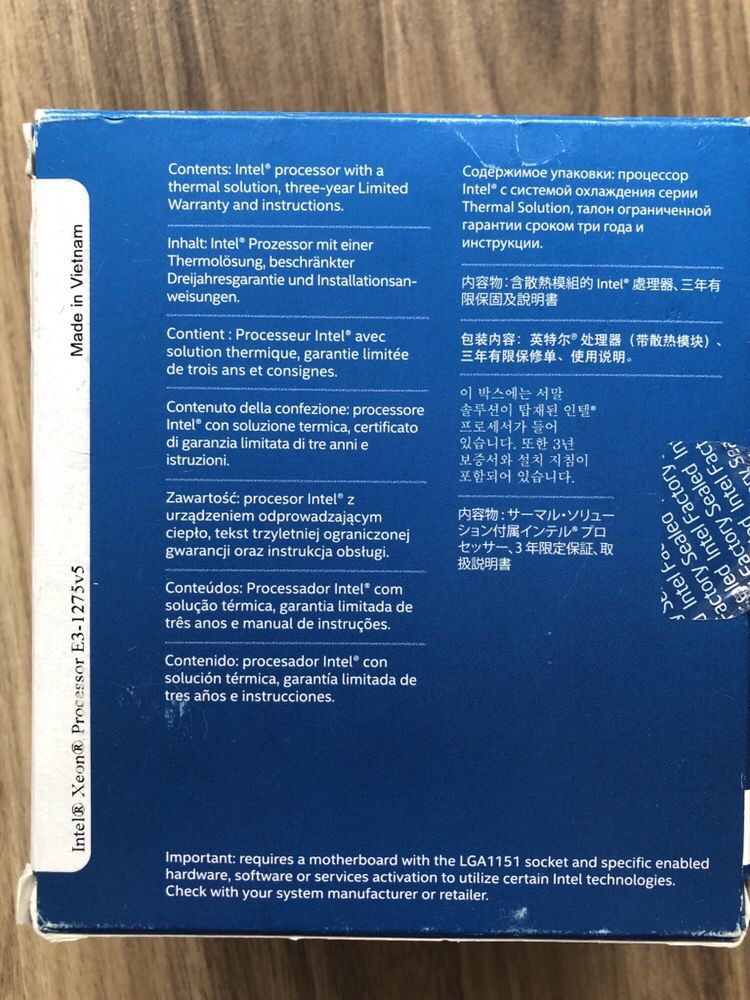 Made in Vietnam
Intel® Xeon® Processor E3-1275v5
Contents: Intel® processor with a
thermal solution, three-year Limited
Warranty and instructions.
Inhalt: Intel® Prozessor mit einer
Thermolösung, beschränkter
Dreijahresgarantie und Installationsan-
weisungen.
Contient : Processeur Intel® avec
solution thermique, garantie limitée
de trois ans et consignes.
Contenuto della confezione: processore
Intel® con soluzione termica, certificato
di garanzia limitata di tre anni e
istruzioni.
Zawartość: procesor Intel® z
urządzeniem odprowadzającym
ciepło, tekst trzyletniej ograniczonej
gwarancji oraz instrukcja obsługi.
Conteúdos: Processador Intel® com
solução térmica, garantia limitada de
três anos e manual de instruções.
Contenido: procesador Intel® con
solución térmica, garantía limitada de
tres años e instrucciones.
Содержимое упаковки: процессор
Intel® с системой охлаждения серии
Thermal Solution, талон ограниченной
гарантии сроком три года и
инструкции.
內容物：含散熱模組的 Intel® 處理器、三年有
限保固及說明書
包装内容：英特尔® 处理器（带散热模块）、
三年有限保修单、使用说明。
이 박스에는 서말
솔루션이 탑재된 인텔®
프로세서가 들어
있습니다. 또한 3년
보증서와 설치 지침이
포함되어 있습니다.
内容物：サーマル・ソリュー
ション付属インテル® プロ
セッサー、3 年限定保証、取
扱説明書
Intel Factory
Sealed
Intel Factory Sealed
Important: requires a motherboard with the LGA1151 socket and specific enabled
hardware, software or services activation to utilize certain Intel technologies.
Check with your system manufacturer or retailer.